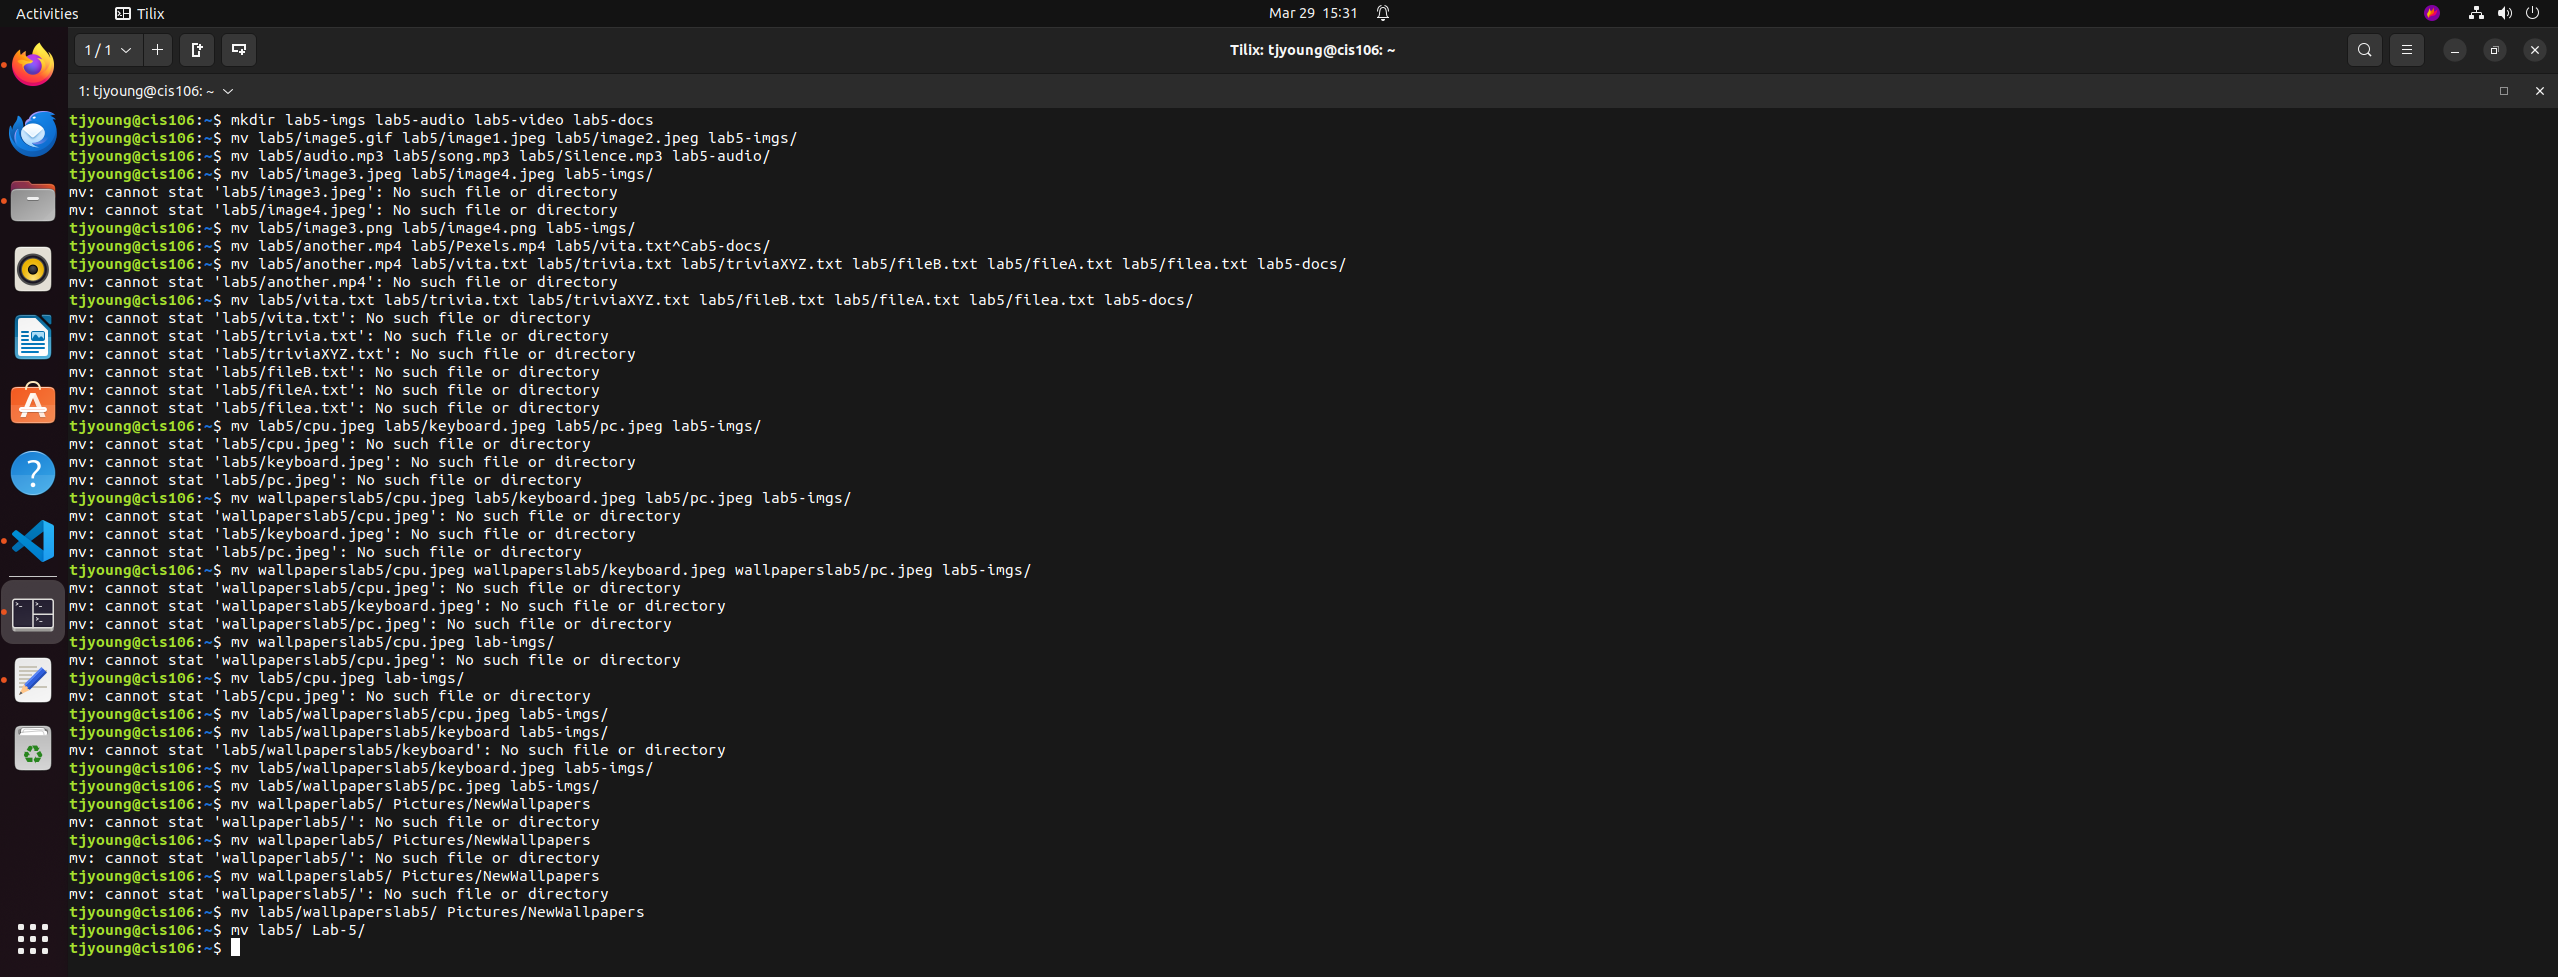 Activities
Tilix
Mar 29 15:31
1 / 1
Tilix: tjyoung@cis106: ~
1: tjyoung@cis106: ~
tjyoung@cis106:~$ mkdir lab5-imgs lab5-audio lab5-video lab5-docs
tjyoung@cis106:~$ mv lab5/image5.gif lab5/image1.jpeg lab5/image2.jpeg lab5-imgs/
tjyoung@cis106:~$ mv lab5/audio.mp3 lab5/song.mp3 lab5/Silence.mp3 lab5-audio/
tjyoung@cis106:~$ mv lab5/image3.jpeg lab5/image4.jpeg lab5-imgs/
mv: cannot stat 'lab5/image3.jpeg': No such file or directory
mv: cannot stat 'lab5/image4.jpeg': No such file or directory
tjyoung@cis106:~$ mv lab5/image3.png lab5/image4.png lab5-imgs/
tjyoung@cis106:~$ mv lab5/another.mp4 lab5/Pexels.mp4 lab5/vita.txt^Cab5-docs/
tjyoung@cis106:~$ mv lab5/another.mp4 lab5/vita.txt lab5/trivia.txt lab5/triviaXYZ.txt lab5/fileB.txt lab5/fileA.txt lab5/filea.txt lab5-docs/
mv: cannot stat 'lab5/another.mp4': No such file or directory
tjyoung@cis106:~$ mv lab5/vita.txt lab5/trivia.txt lab5/triviaXYZ.txt lab5/fileB.txt lab5/fileA.txt lab5/filea.txt lab5-docs/
mv: cannot stat 'lab5/vita.txt': No such file or directory
mv: cannot stat 'lab5/trivia.txt': No such file or directory
mv: cannot stat 'lab5/triviaXYZ.txt': No such file or directory
mv: cannot stat 'lab5/fileB.txt': No such file or directory
mv: cannot stat 'lab5/fileA.txt': No such file or directory
mv: cannot stat 'lab5/filea.txt': No such file or directory
tjyoung@cis106:~$ mv lab5/cpu.jpeg lab5/keyboard.jpeg lab5/pc.jpeg lab5-imgs/
mv: cannot stat 'lab5/cpu.jpeg': No such file or directory
mv: cannot stat 'lab5/keyboard.jpeg': No such file or directory
mv: cannot stat 'lab5/pc.jpeg': No such file or directory
tjyoung@cis106:~$ mv wallpaperslab5/cpu.jpeg lab5/keyboard.jpeg lab5/pc.jpeg lab5-imgs/
mv: cannot stat 'wallpaperslab5/cpu.jpeg': No such file or directory
mv: cannot stat 'lab5/keyboard.jpeg': No such file or directory
mv: cannot stat 'lab5/pc.jpeg': No such file or directory
tjyoung@cis106:~$ mv wallpaperslab5/cpu.jpeg wallpaperslab5/keyboard.jpeg wallpaperslab5/pc.jpeg lab5-imgs/
mv: cannot stat 'wallpaperslab5/cpu.jpeg': No such file or directory
mv: cannot stat 'wallpaperslab5/keyboard.jpeg': No such file or directory
mv: cannot stat 'wallpaperslab5/pc.jpeg': No such file or directory
tjyoung@cis106:~$ mv wallpaperslab5/cpu.jpeg lab-imgs/
mv: cannot stat 'wallpaperslab5/cpu.jpeg': No such file or directory
tjyoung@cis106:~$ mv lab5/cpu.jpeg lab-imgs/
mv: cannot stat 'lab5/cpu.jpeg': No such file or directory
tjyoung@cis106:~$ mv lab5/wallpaperslab5/cpu.jpeg lab5-imgs/
tjyoung@cis106:~$ mv lab5/wallpaperslab5/keyboard lab5-imgs/
mv: cannot stat 'lab5/wallpaperslab5/keyboard': No such file or directory
tjyoung@cis106:~$ mv lab5/wallpaperslab5/keyboard.jpeg lab5-imgs/
tjyoung@cis106:~$ mv lab5/wallpaperslab5/pc.jpeg lab5-imgs/
tjyoung@cis106:~$ mv wallpaperlab5/ Pictures/NewWallpapers
mv: cannot stat 'wallpaperlab5/': No such file or directory
tjyoung@cis106:~$ mv wallpaperlab5/ Pictures/NewWallpapers
mv: cannot stat 'wallpaperlab5/': No such file or directory
tjyoung@cis106:~$ mv wallpaperslab5/ Pictures/NewWallpapers
mv: cannot stat 'wallpaperslab5/': No such file or directory
tjyoung@cis106:~$ mv lab5/wallpaperslab5/ Pictures/NewWallpapers
tjyoung@cis106:~$ mv lab5/ Lab-5/
tjyoung@cis106:~$